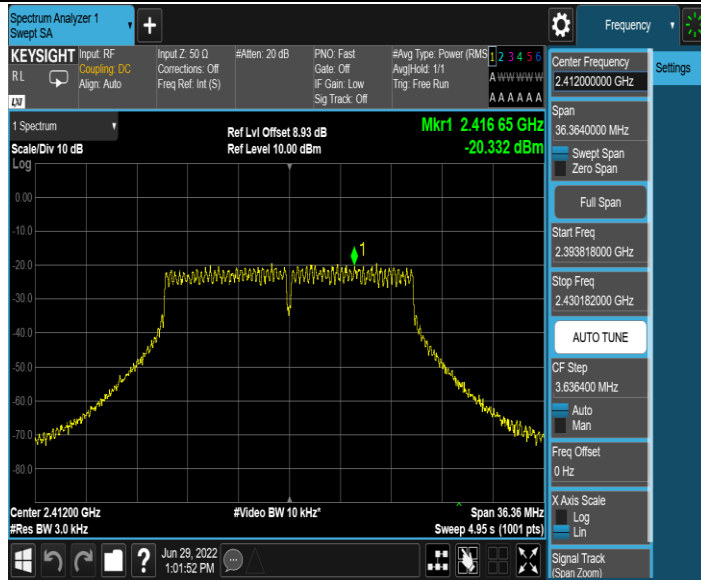 Spectrum Analyzer 1
Swept SA
+
Frequency
KEYSIGHT
RL
LXI
Input: RF
Coupling: DC
Align: Auto
Input Z: 50 Ω
Corrections: Off
Freq Ref: Int (S)
#Atten: 20 dB
PNO: Fast
Gate: Off
IF Gain: Low
Sig Track: Off
#Avg Type: Power (RMS
Avg|Hold: 1/1
Trig: Free Run
1 2 3 4 5 6
A W W W W W
A A A A A A
1 Spectrum
Scale/Div 10 dB
Log
Ref Lvl Offset 8.93 dB
Ref Level 10.00 dBm
Mkr1 2.416 65 GHz
-20.332 dBm
0.00
-10.0
-20.0
-30.0
-40.0
-50.0
-60.0
-70.0
-80.0
1
Center 2.41200 GHz
#Res BW 3.0 kHz
#Video BW 10 kHz*
Span 36.36 MHz
Sweep 4.95 s (1001 pts)
Center Frequency
2.412000000 GHz
Settings
Span
36.3640000 MHz
Swept Span
Zero Span
Full Span
Start Freq
2.393818000 GHz
Stop Freq
2.430182000 GHz
AUTO TUNE
CF Step
3.636400 MHz
Auto
Man
Freq Offset
0 Hz
X Axis Scale
Log
Lin
Signal Track
(Span Zoom)
?
Jun 29, 2022
1:01:52 PM